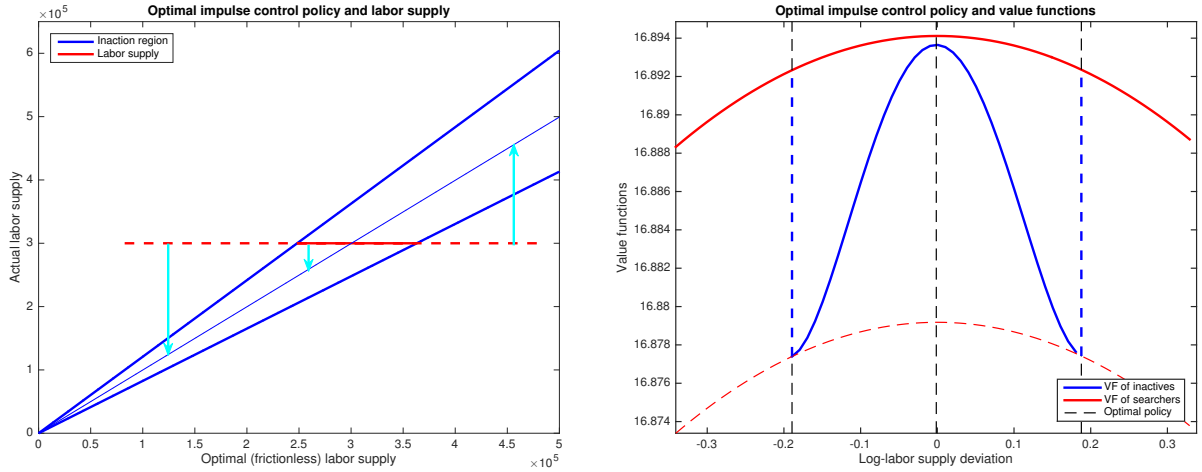 Optimal impulse control policy and labor supply
×10⁵
6
5
4
3
2
1
0
Actual labor supply
Inaction region
Labor supply
0 0.5 1 1.5 2 2.5 3 3.5 4 4.5 5
×10⁵
Optimal (frictionless) labor supply
Optimal impulse control policy and value functions
16.894
16.892
16.89
16.888
16.886
16.884
16.882
16.88
16.878
16.876
16.874
Value functions
VF of inactives
VF of searchers
Optimal policy
-0.3 -0.2 -0.1 0 0.1 0.2 0.3
Log-labor supply deviation